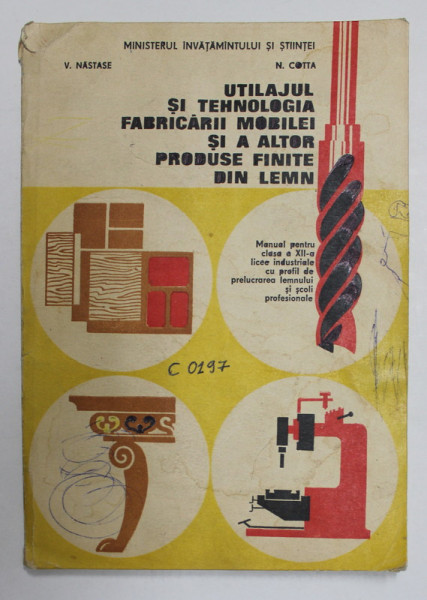 MINISTERUL ÎNVĂȚĂMÎNTULUI ȘI ȘTIINȚEI
V. NĂSTASE N. COTTA
UTILAJUL
ȘI TEHNOLOGIA
FABRICĂRII MOBILEI
ȘI A ALTOR
PRODUSE FINITE
DIN LEMN
Manual pentru
clasa a XII-a
licee industriale
cu profil de
prelucrarea lemnului
și școli
profesionale
C 0197